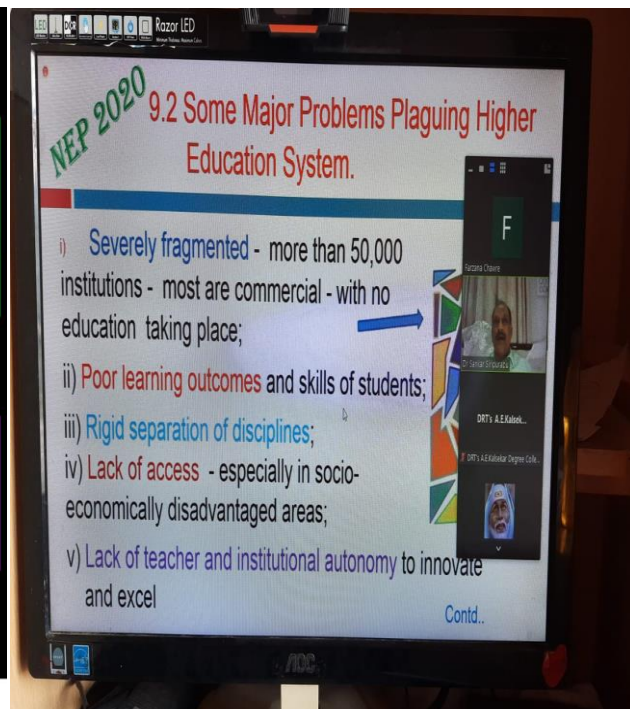 Razor LED
NEP 2020
9.2 Some Major Problems Plaguing Higher
Education System.
i) Severely fragmented - more than 50,000
institutions - most are commercial - with no
education taking place;
ii) Poor learning outcomes and skills of students;
iii) Rigid separation of disciplines;
iv) Lack of access - especially in socio-
economically disadvantaged areas;
v) Lack of teacher and institutional autonomy to innovate
and excel
Contd..
F
Farzana Chawre
DRT's A.E.Kalsek...
DRT's A.E.Kalsekar Degree Colle...
AOC